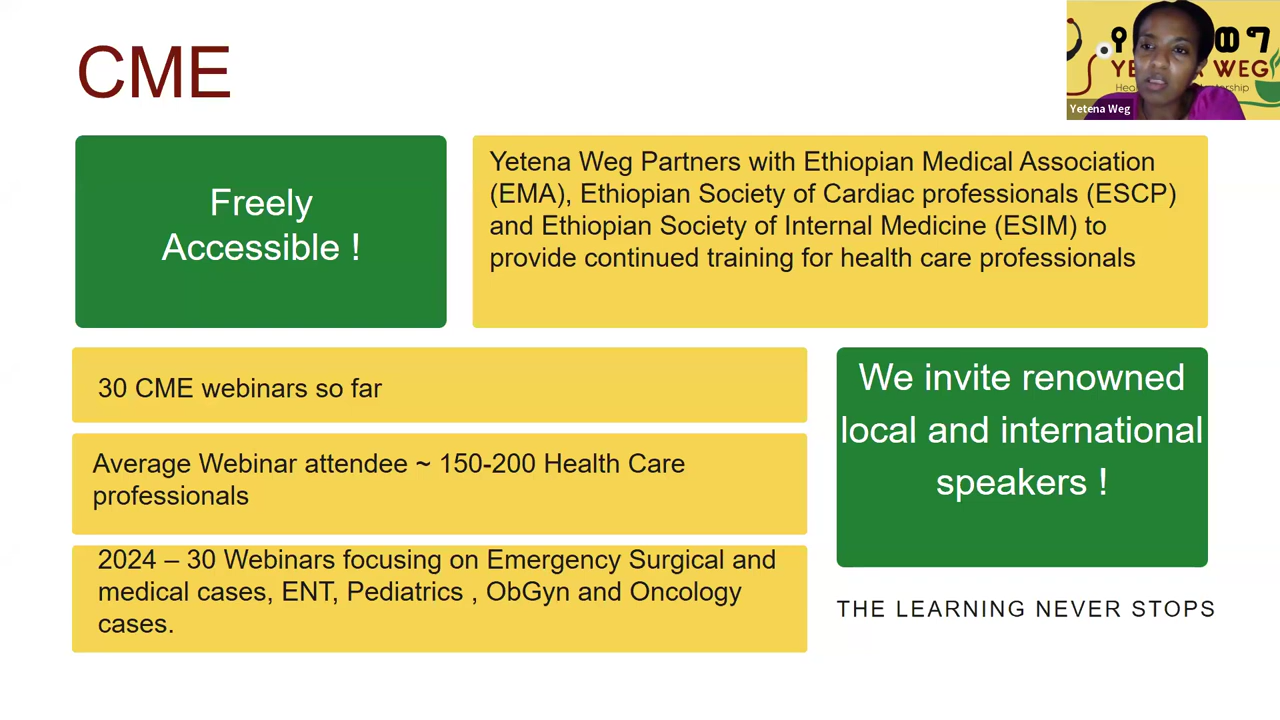 CME
Freely
Accessible !
Yetena Weg Partners with Ethiopian Medical Association
(EMA), Ethiopian Society of Cardiac professionals (ESCP)
and Ethiopian Society of Internal Medicine (ESIM) to
provide continued training for health care professionals
30 CME webinars so far
Average Webinar attendee ~ 150-200 Health Care
professionals
2024 – 30 Webinars focusing on Emergency Surgical and
medical cases, ENT, Pediatrics , ObGyn and Oncology
cases.
We invite renowned
local and international
speakers !
THE LEARNING NEVER STOPS
WEG
Yetena Weg